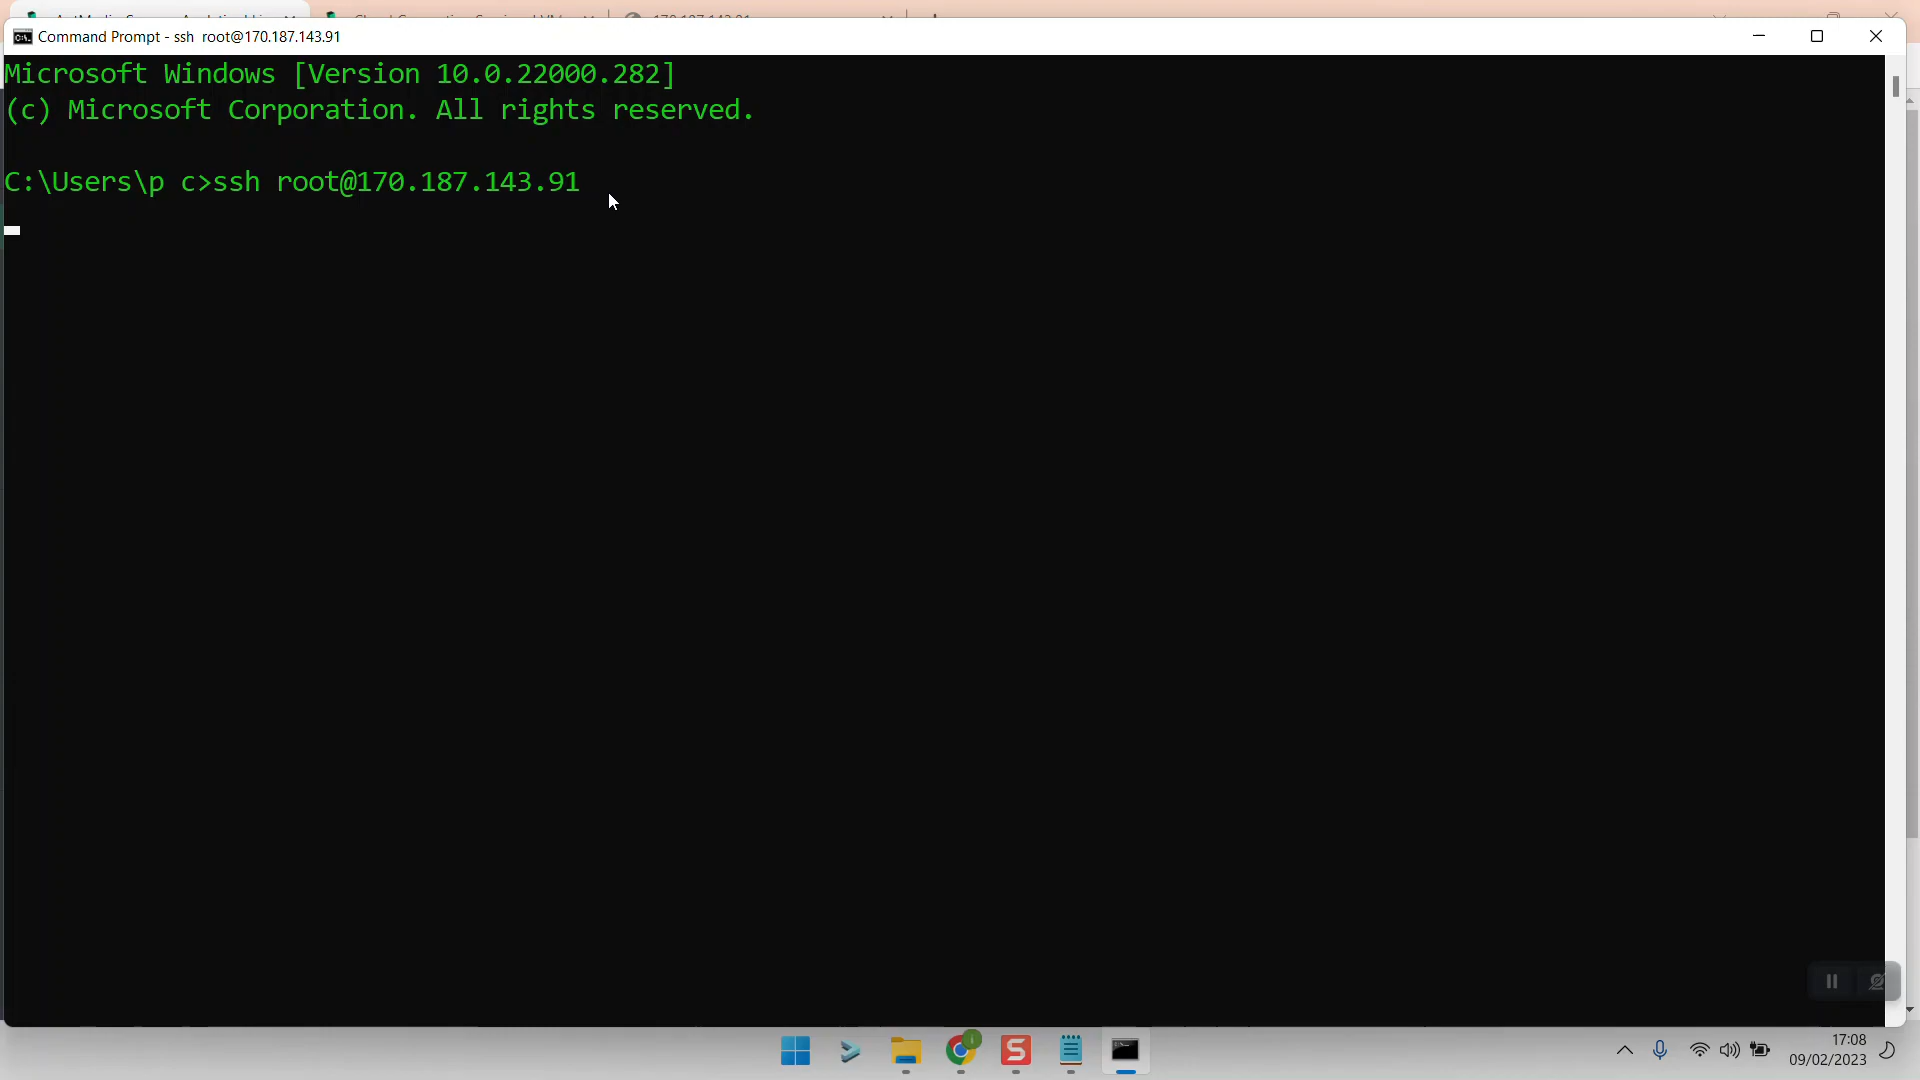 Command Prompt - ssh  root@170.187.143.91
Microsoft Windows [Version 10.0.22000.282]
(c) Microsoft Corporation. All rights reserved.
C:\Users\p c>ssh root@170.187.143.91
17:08
09/02/2023